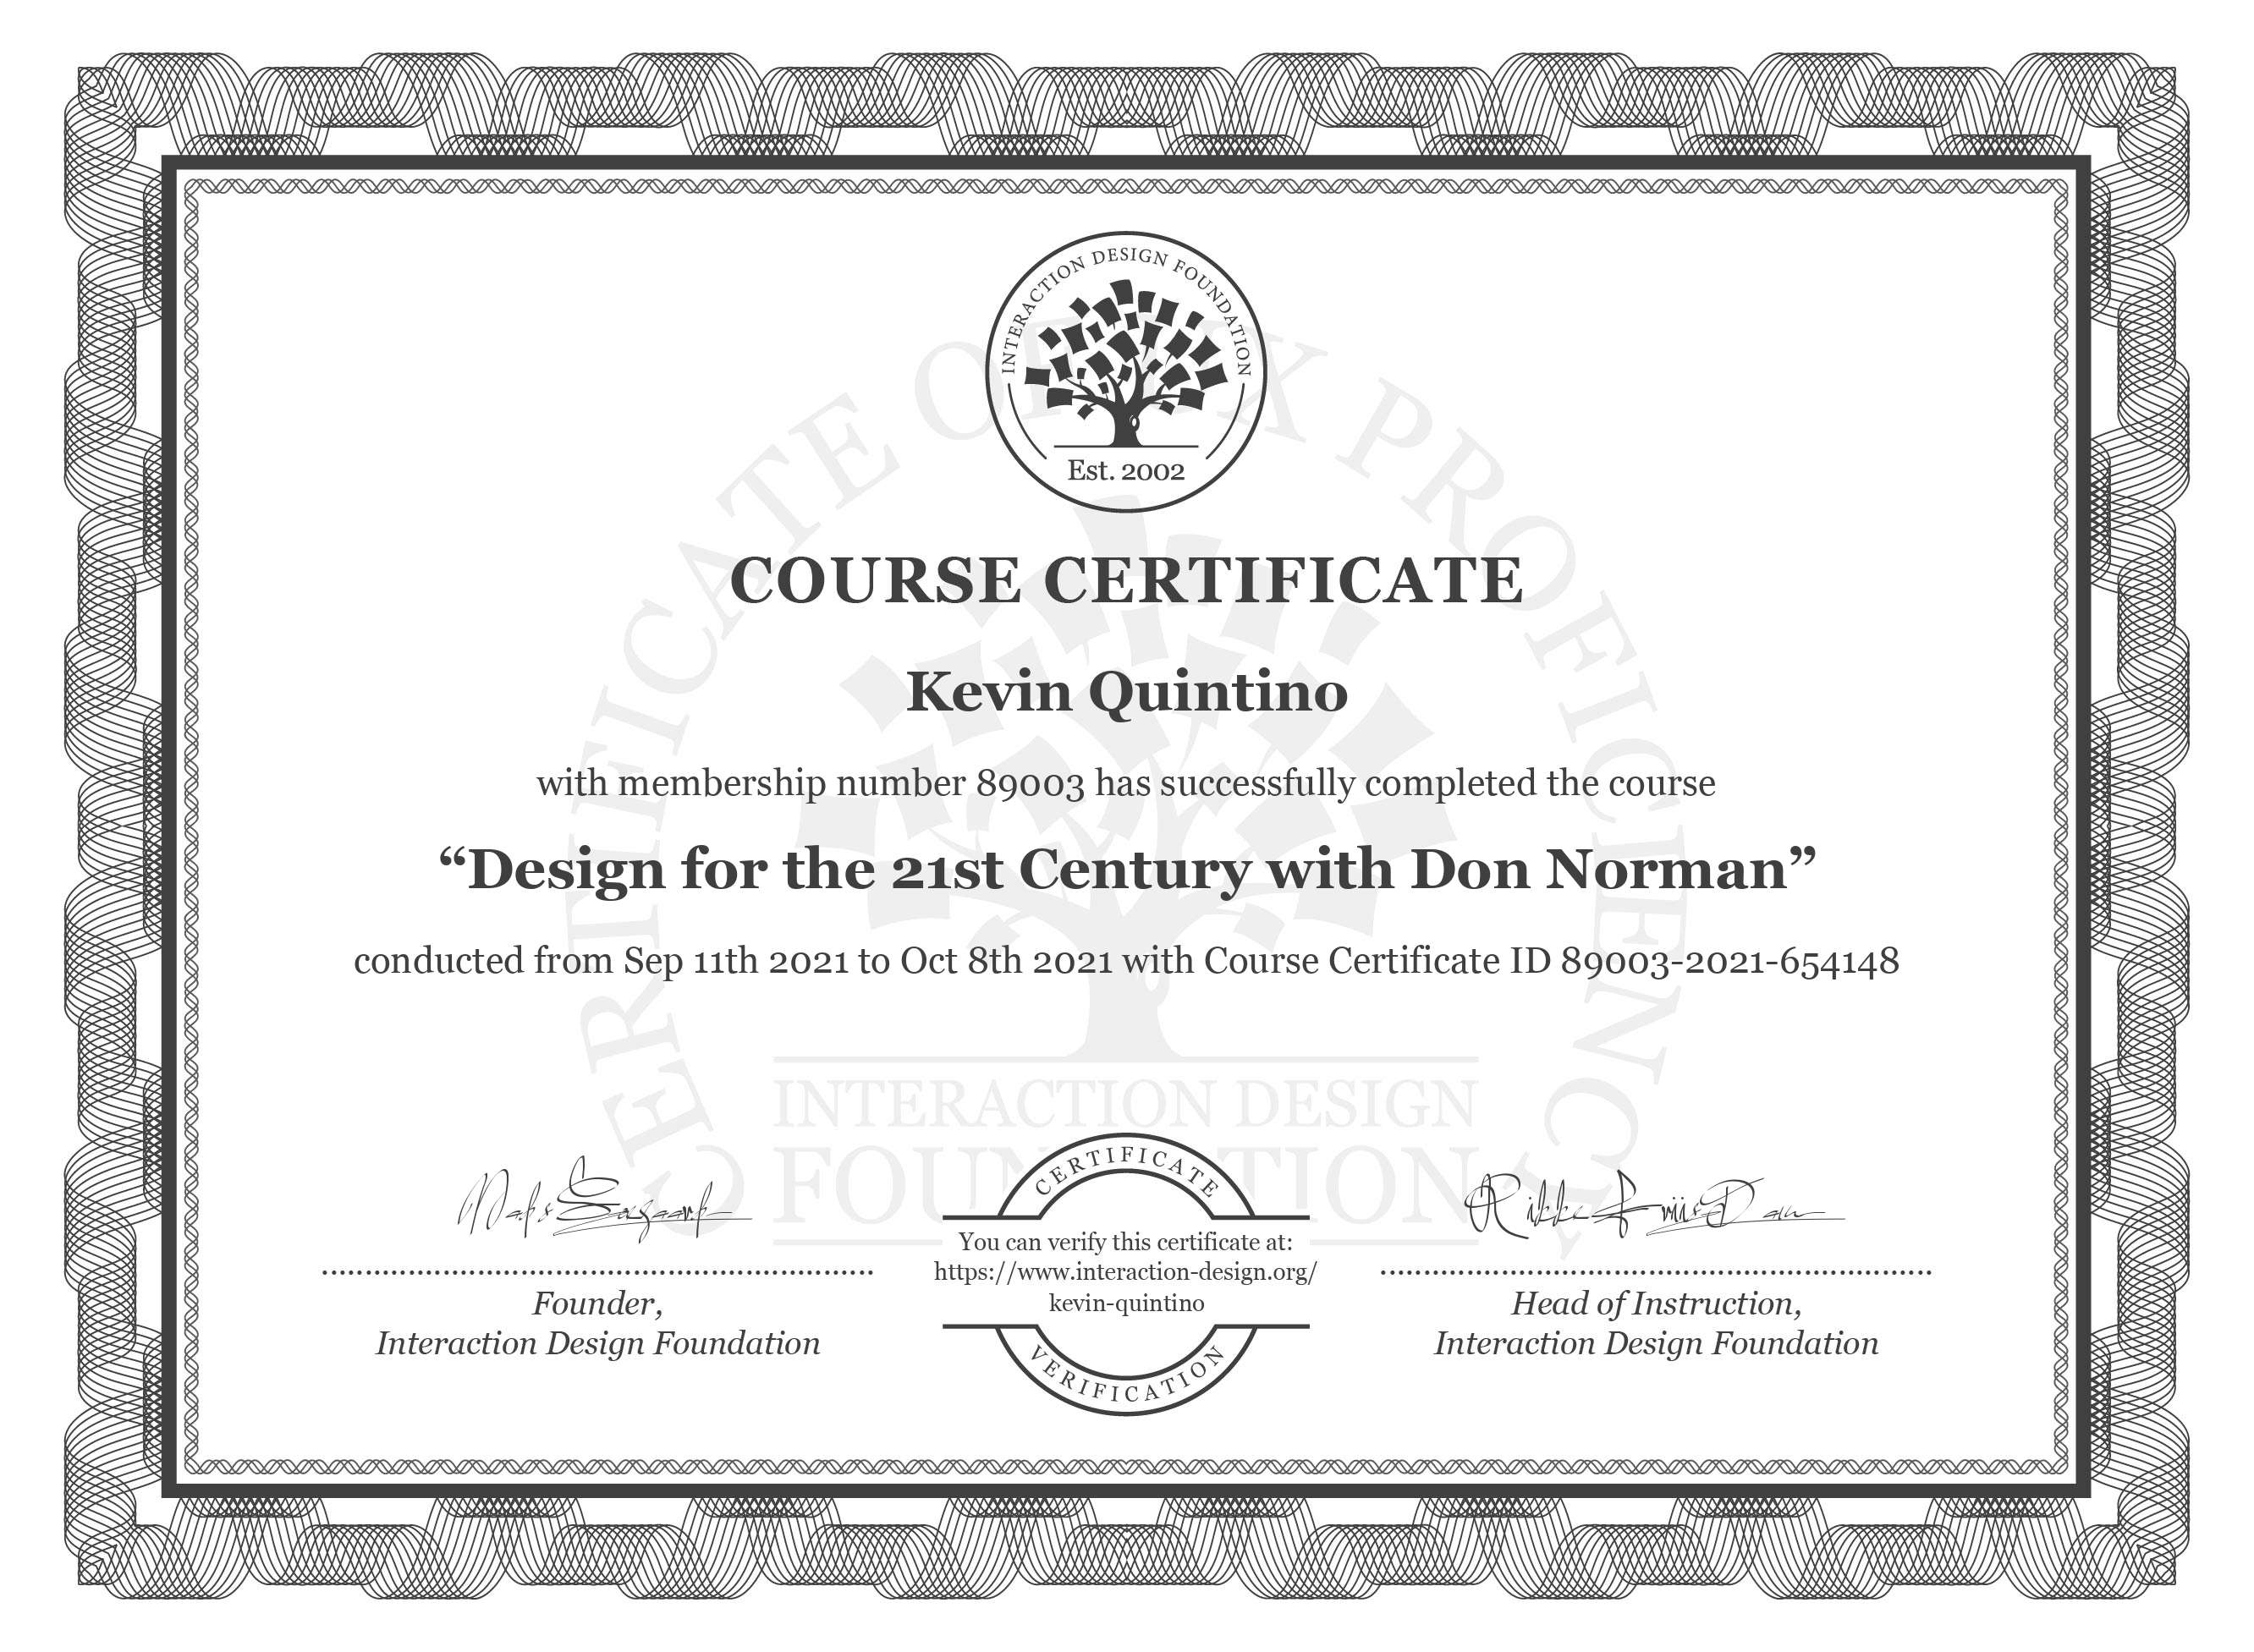 INTERACTION DESIGN FOUNDATION
Est. 2002
CERTIFICATE OF UX PROFICIENCY
COURSE CERTIFICATE
Kevin Quintino
with membership number 89003 has successfully completed the course
“Design for the 21st Century with Don Norman”
conducted from Sep 11th 2021 to Oct 8th 2021 with Course Certificate ID 89003-2021-654148
INTERACTION DESIGN
FOUNDATION
CERTIFICATE
You can verify this certificate at:
https://www.interaction-design.org/
kevin-quintino
VERIFICATION
Founder,
Interaction Design Foundation
Rikke Friis Dam
Head of Instruction,
Interaction Design Foundation